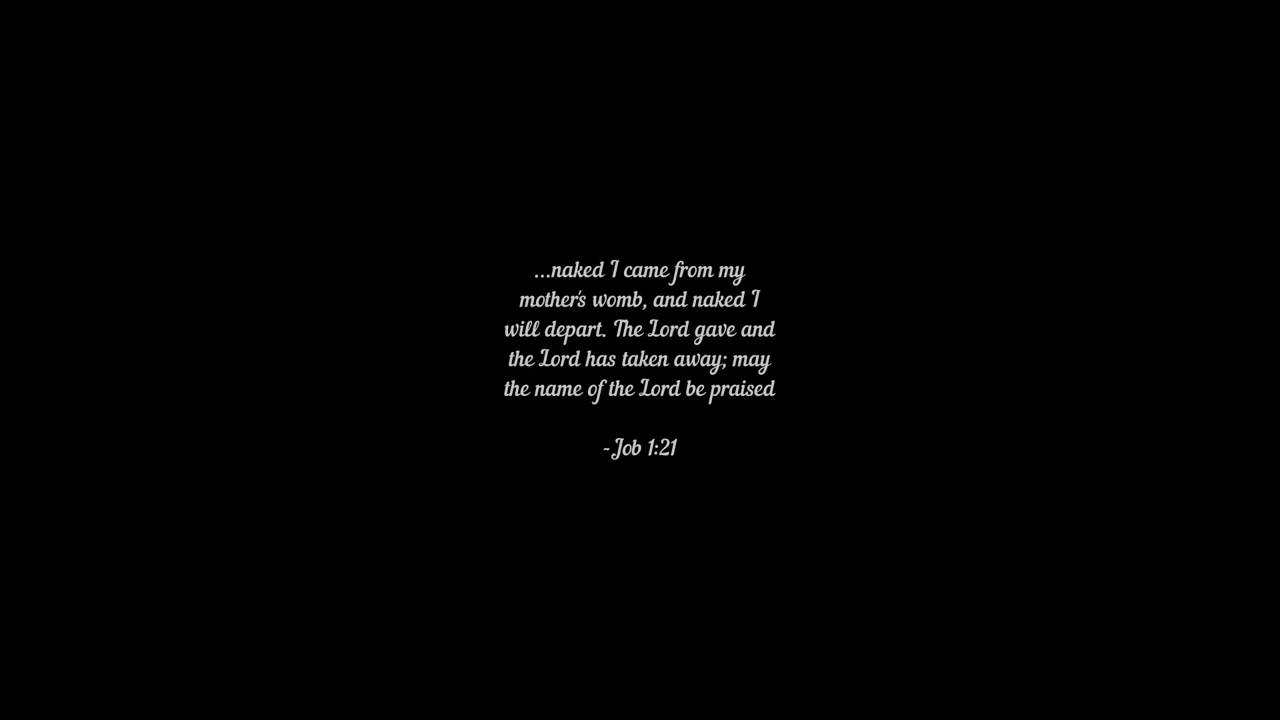 ...naked I came from my
mother's womb, and naked I
will depart. The Lord gave and
the Lord has taken away; may
the name of the Lord be praised
-Job 1:21